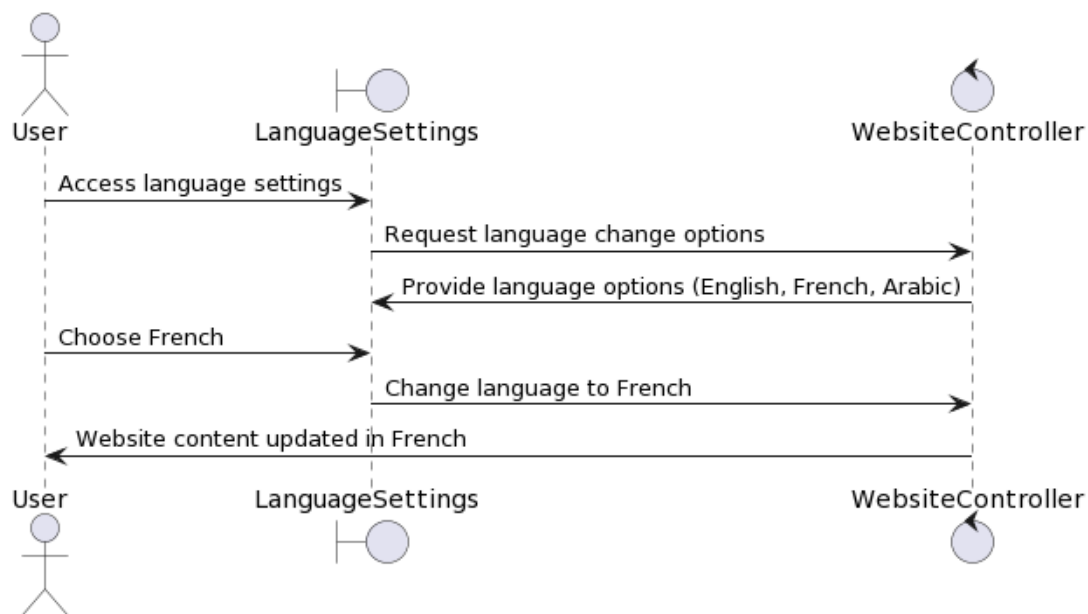 User
LanguageSettings
WebsiteController
Access language settings
Request language change options
Provide language options (English, French, Arabic)
Choose French
Change language to French
Website content updated in French
User
LanguageSettings
WebsiteController